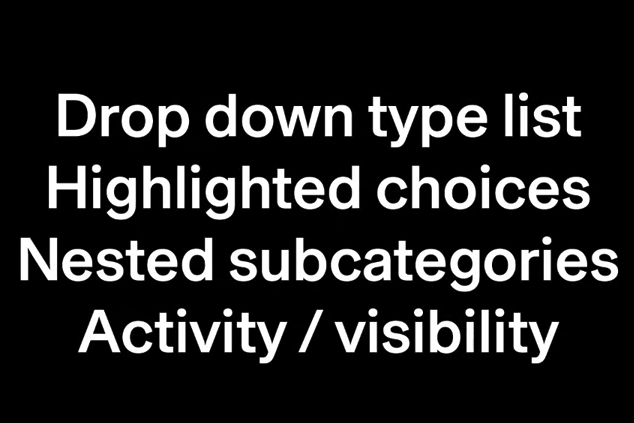 Drop down type list
Highlighted choices
Nested subcategories
Activity / visibility